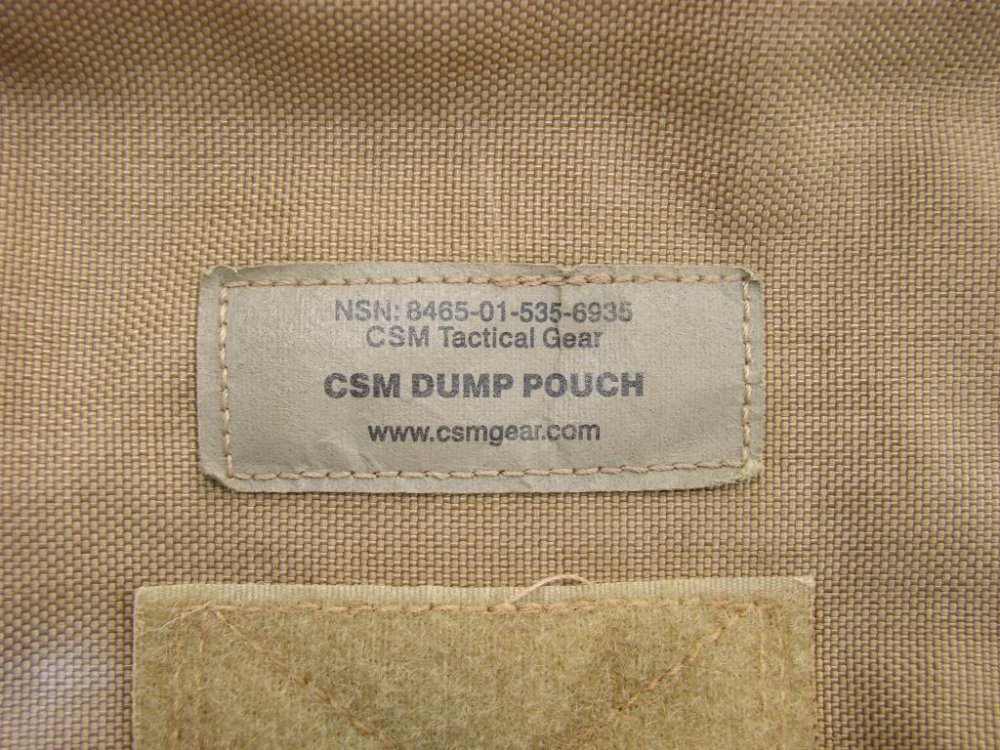 NSN: 8465-01-535-6935
CSM Tactical Gear
CSM DUMP POUCH
www.csmgear.com